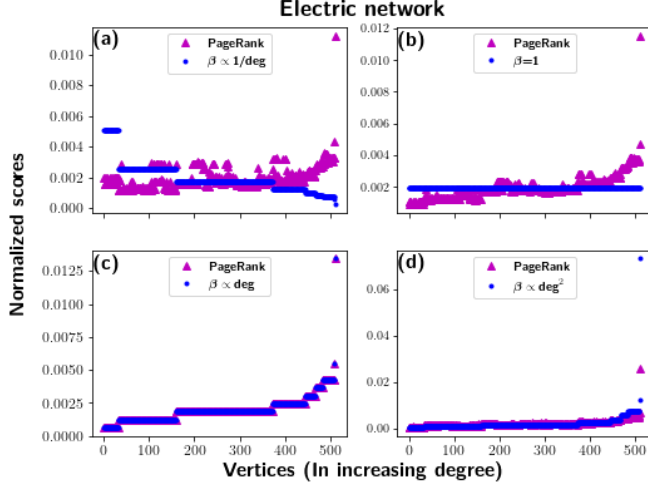 Electric network
(a)
PageRank
β ∝ 1/deg
0.010
0.008
0.006
0.004
0.002
0.000
(b)
PageRank
β=1
0.012
0.010
0.008
0.006
0.004
0.002
Normalized scores
(c)
PageRank
β ∝ deg
0.0125
0.0100
0.0075
0.0050
0.0025
0.0000
0 100 200 300 400 500
(d)
PageRank
β ∝ deg²
0.06
0.04
0.02
0.00
0 100 200 300 400 500
Vertices (In increasing degree)